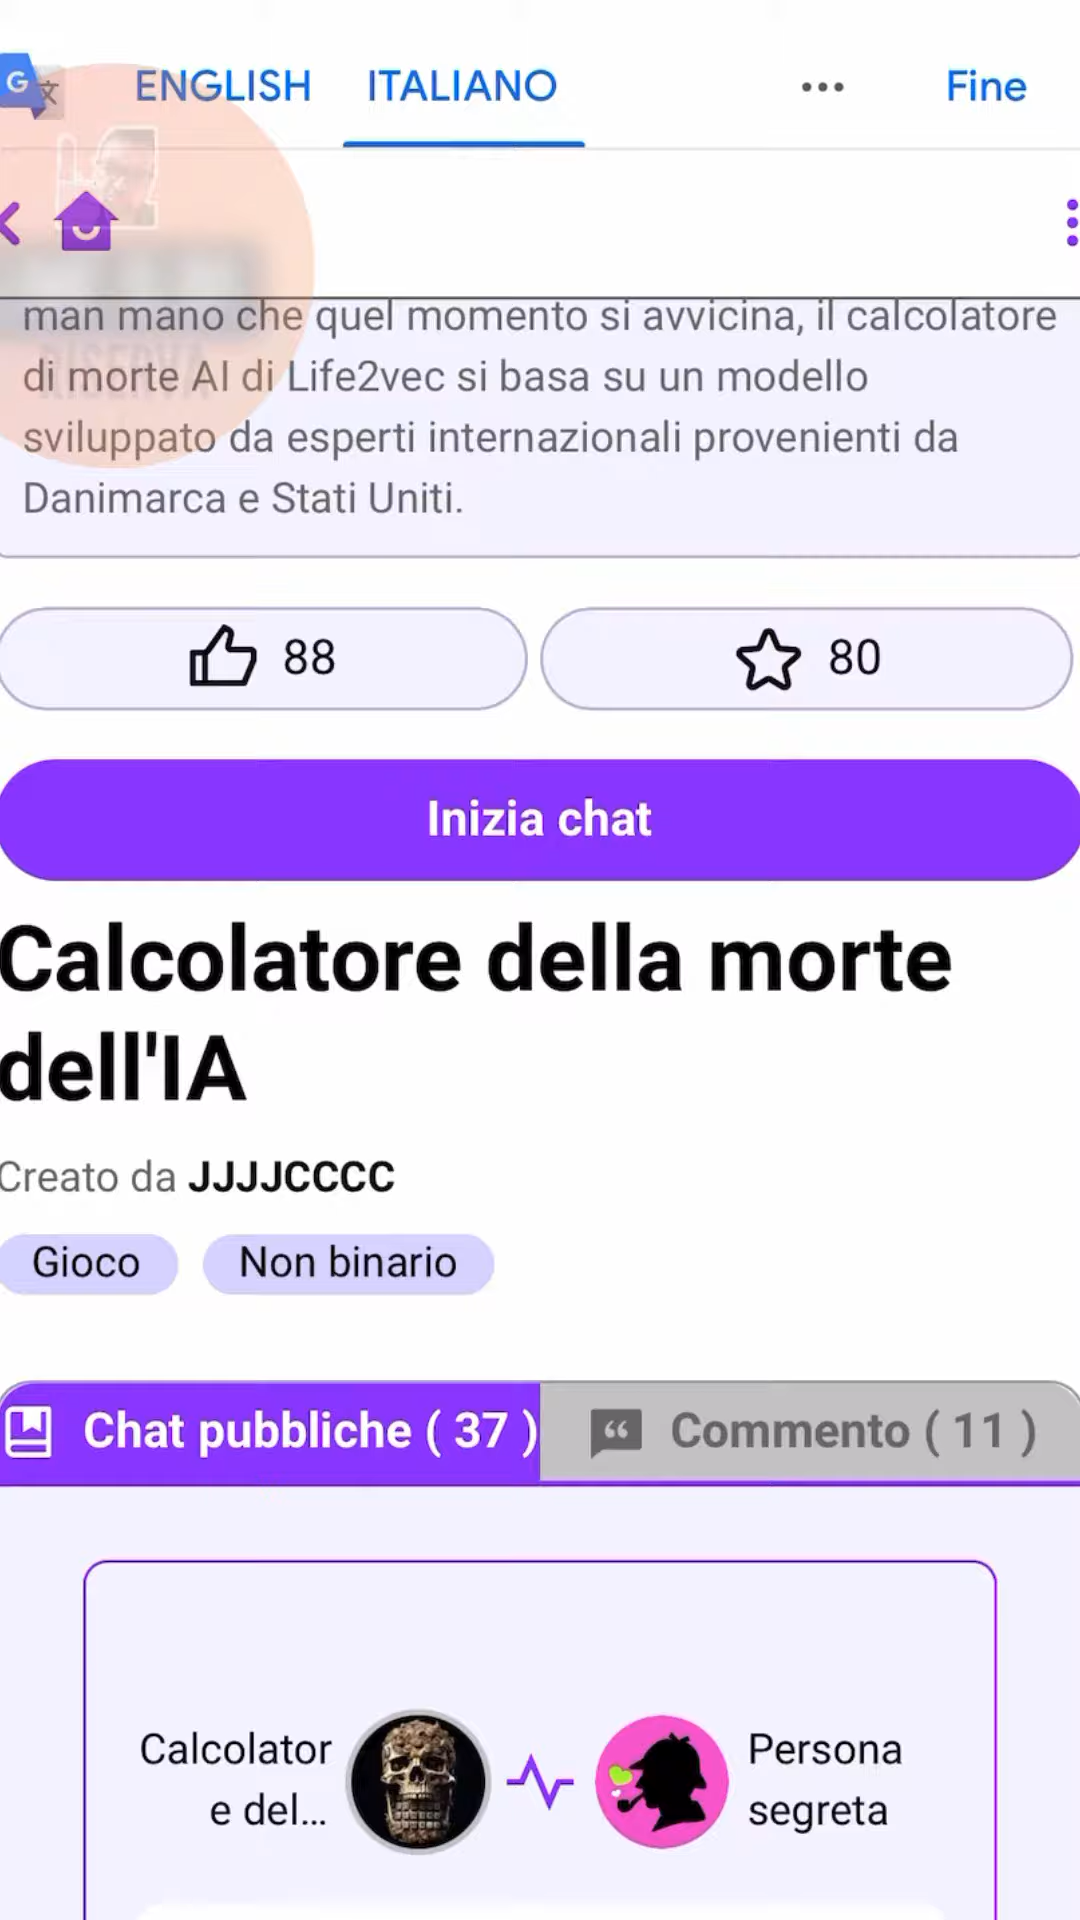 ENGLISH ITALIANO ••• Fine
man mano che quel momento si avvicina, il calcolatore
di morte AI di Life2vec si basa su un modello
sviluppato da esperti internazionali provenienti da
Danimarca e Stati Uniti.
RISERVA
88 80
Inizia chat
Calcolatore della morte
dell'IA
Creato da JJJJCCCC
Gioco Non binario
Chat pubbliche ( 37 ) Commento ( 11 )
Calcolator
e del...
Persona
segreta